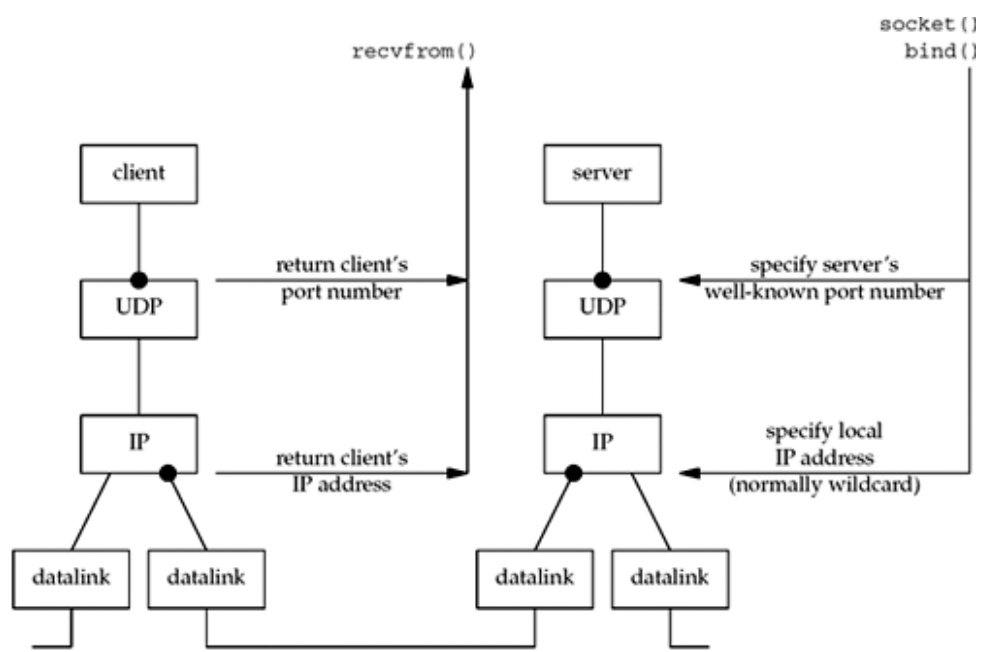 socket()
recvfrom()
bind()
client
server
return client's
port number
specify server's
well-known port number
UDP
UDP
IP
IP
return client's
IP address
specify local
IP address
(normally wildcard)
datalink
datalink
datalink
datalink